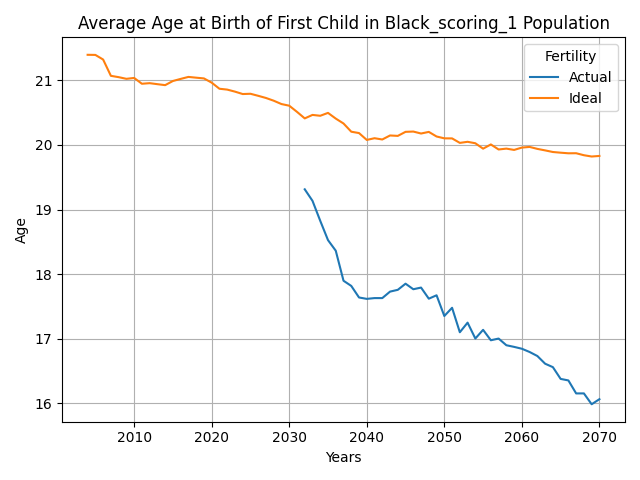 Average Age at Birth of First Child in Black_scoring_1 Population
Fertility
Actual
Ideal
Age
21
20
19
18
17
16
2010 2020 2030 2040 2050 2060 2070
Years